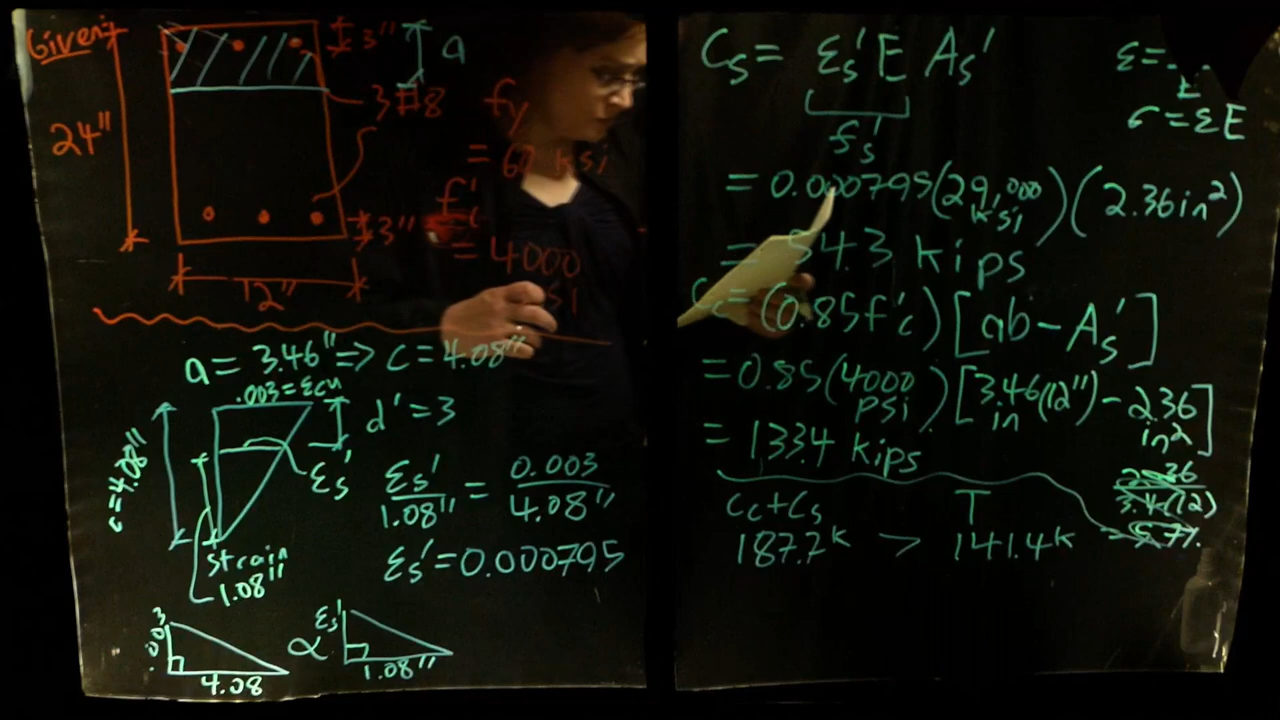 Given:
3"
a
24"
3 #8
fy
= 60 ksi
f'c
= 4000
psi
3"
12"
a = 3.46" => c = 4.08"
.003 = εcu
d' = 3
c = 4.08"
εs'
εs'/1.08" = 0.003/4.08"
εs' = 0.000795
strain
1.08"
.003
4.08
α
εs'
1.08"
Cs = εs' E As'
fs'
ε = ...
E
σ = εE
= 0.000795 (29,000 ksi) (2.36 in²)
= 54.3 kips
Cc = (0.85f'c) [ab - As']
= 0.85 (4000 psi) [3.46 in (12") - 2.36 in²]
= 133.4 kips
Cc + Cs T
187.7k > 141.4k
2.36
3.4(12)
= 5.7%